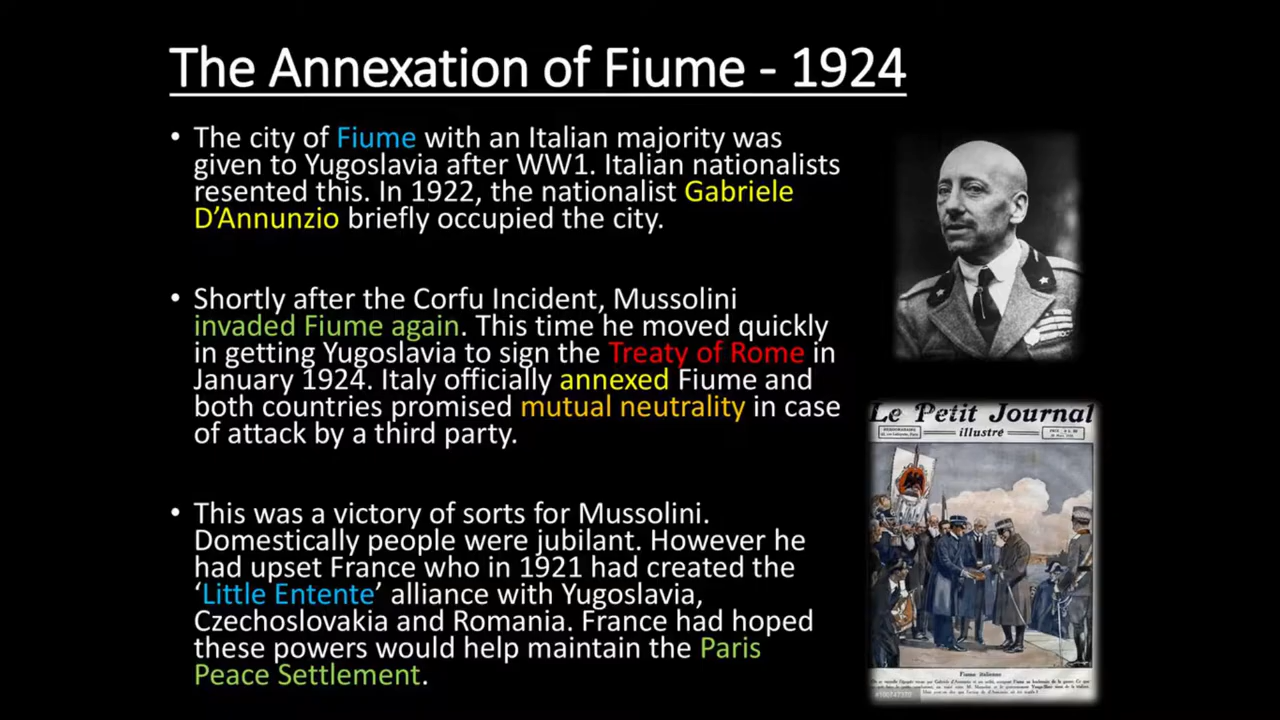 The Annexation of Fiume - 1924
• The city of Fiume with an Italian majority was
given to Yugoslavia after WW1. Italian nationalists
resented this. In 1922, the nationalist Gabriele
D’Annunzio briefly occupied the city.
• Shortly after the Corfu Incident, Mussolini
invaded Fiume again. This time he moved quickly
in getting Yugoslavia to sign the Treaty of Rome in
January 1924. Italy officially annexed Fiume and
both countries promised mutual neutrality in case
of attack by a third party.
• This was a victory of sorts for Mussolini.
Domestically people were jubilant. However he
had upset France who in 1921 had created the
‘Little Entente’ alliance with Yugoslavia,
Czechoslovakia and Romania. France had hoped
these powers would help maintain the Paris
Peace Settlement.
Le Petit Journal
illustré
Fiume italienne